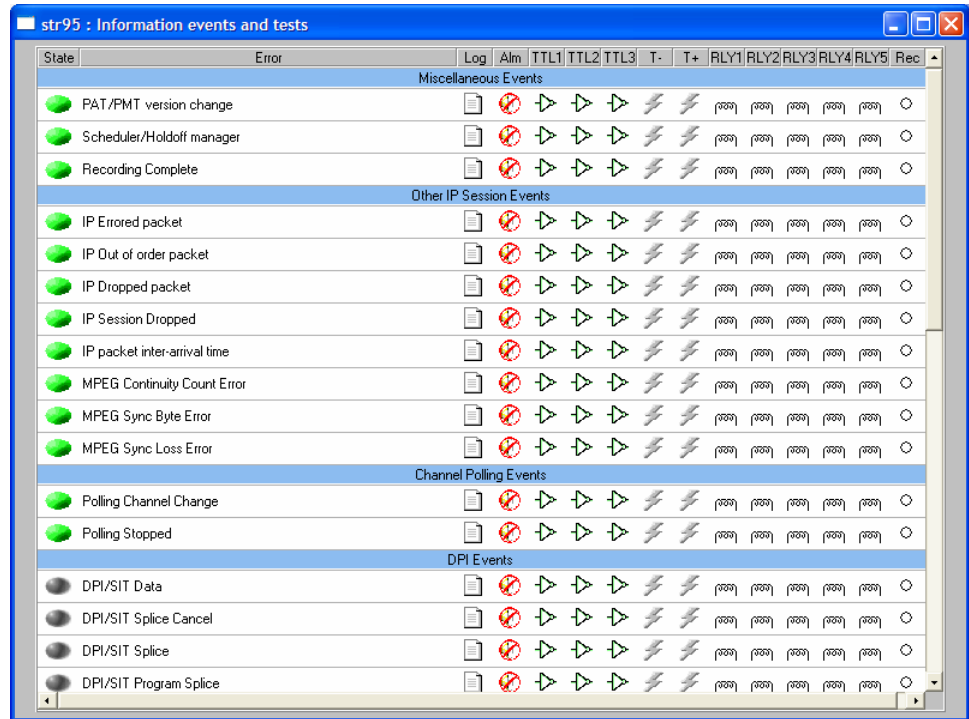 str95 : Information events and tests
State Error Log Alm TTL1 TTL2 TTL3 T- T+ RLY1 RLY2 RLY3 RLY4 RLY5 Rec
Miscellaneous Events
PAT/PMT version change
Scheduler/Holdoff manager
Recording Complete
Other IP Session Events
IP Errored packet
IP Out of order packet
IP Dropped packet
IP Session Dropped
IP packet inter-arrival time
MPEG Continuity Count Error
MPEG Sync Byte Error
MPEG Sync Loss Error
Channel Polling Events
Polling Channel Change
Polling Stopped
DPI Events
DPI/SIT Data
DPI/SIT Splice Cancel
DPI/SIT Splice
DPI/SIT Program Splice